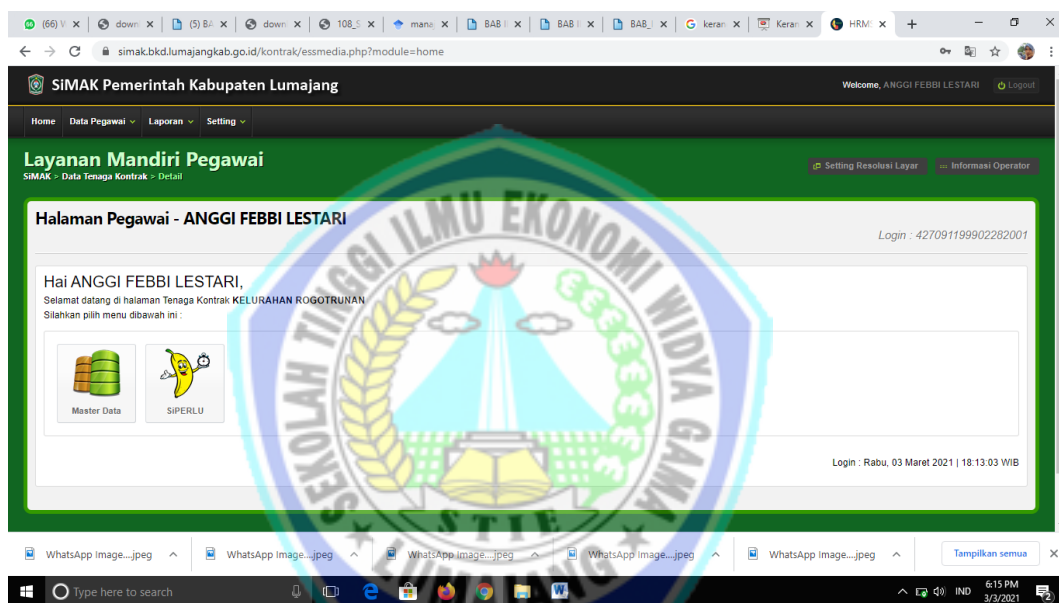 (66) V
down
(5) BA
down
108_S
mana
BAB II
BAB II
BAB_I
keran
Keran
HRMS
simak.bkd.lumajangkab.go.id/kontrak/essmedia.php?module=home
SiMAK Pemerintah Kabupaten Lumajang
Welcome, ANGGI FEBBI LESTARI
Logout
Home
Data Pegawai
Laporan
Setting
Layanan Mandiri Pegawai
SiMAK > Data Tenaga Kontrak > Detail
Setting Resolusi Layar
Informasi Operator
Halaman Pegawai - ANGGI FEBBI LESTARI
Login : 427091199902282001
Hai ANGGI FEBBI LESTARI,
Selamat datang di halaman Tenaga Kontrak KELURAHAN ROGOTRUNAN
Silahkan pilih menu dibawah ini :
Master Data
SiPERLU
Login : Rabu, 03 Maret 2021 | 18:13:03 WIB
SEKOLAH TINGGI ILMU EKONOMI WIDYA GAMA
STIE
LUMAJANG
WhatsApp Image....jpeg
WhatsApp Image....jpeg
WhatsApp Image....jpeg
WhatsApp Image....jpeg
WhatsApp Image....jpeg
Tampilkan semua
Type here to search
IND
6:15 PM
3/3/2021
2